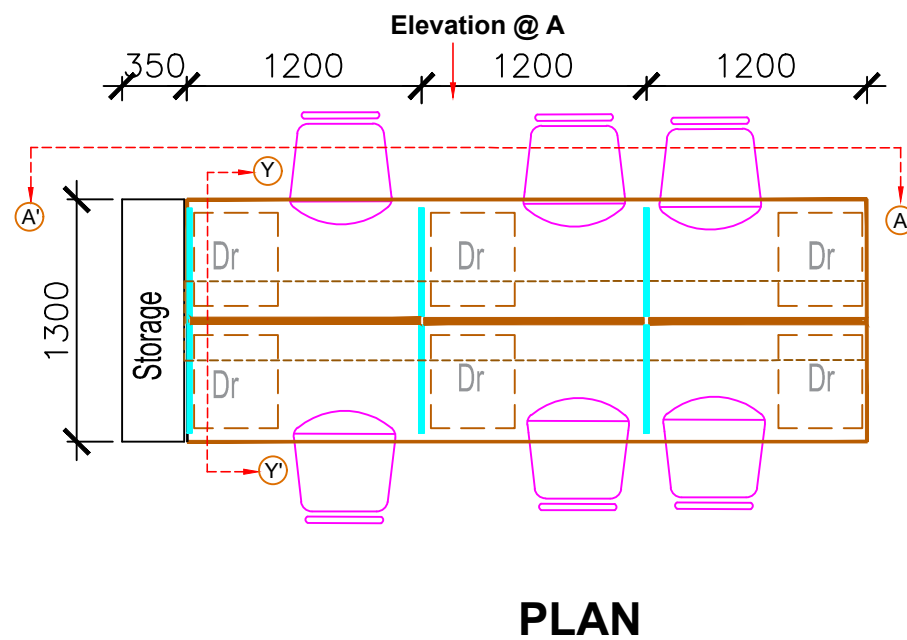 Elevation @ A
350 1200 1200 1200
Y
A' A
Dr Dr Dr
1300
Storage
Dr Dr Dr
Y'
PLAN